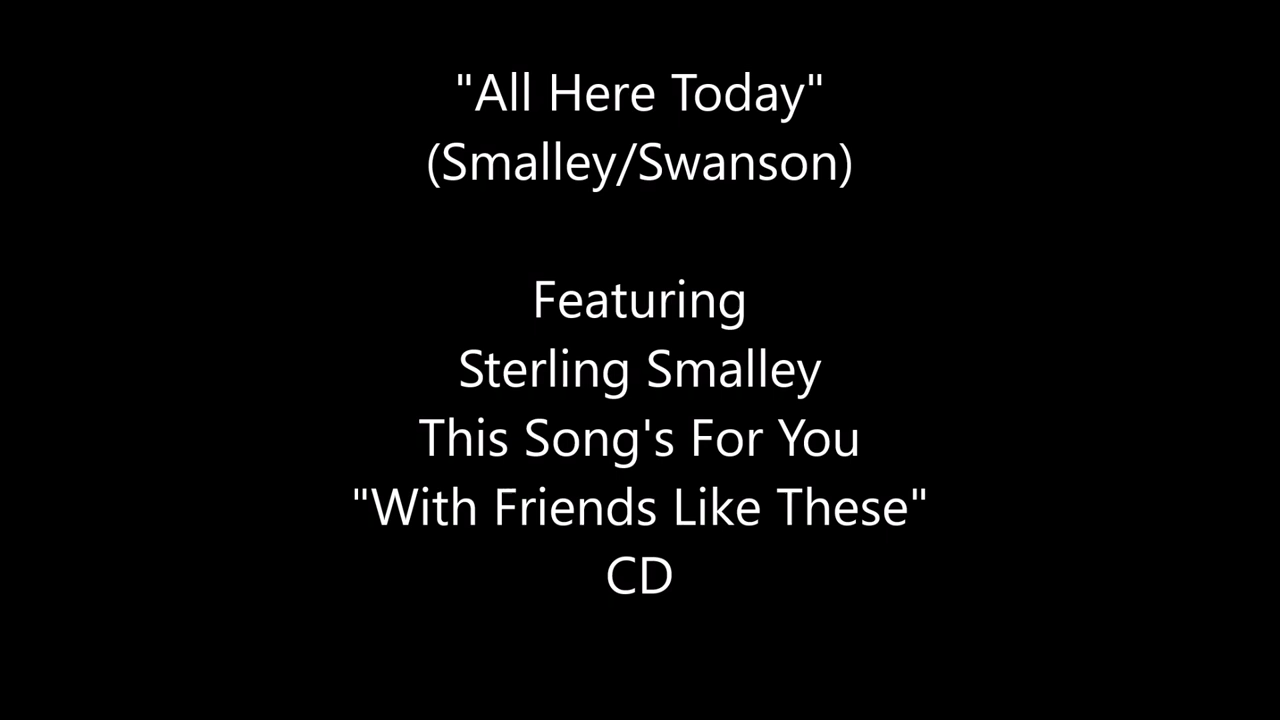 "All Here Today"
(Smalley/Swanson)
Featuring
Sterling Smalley
This Song's For You
"With Friends Like These"
CD